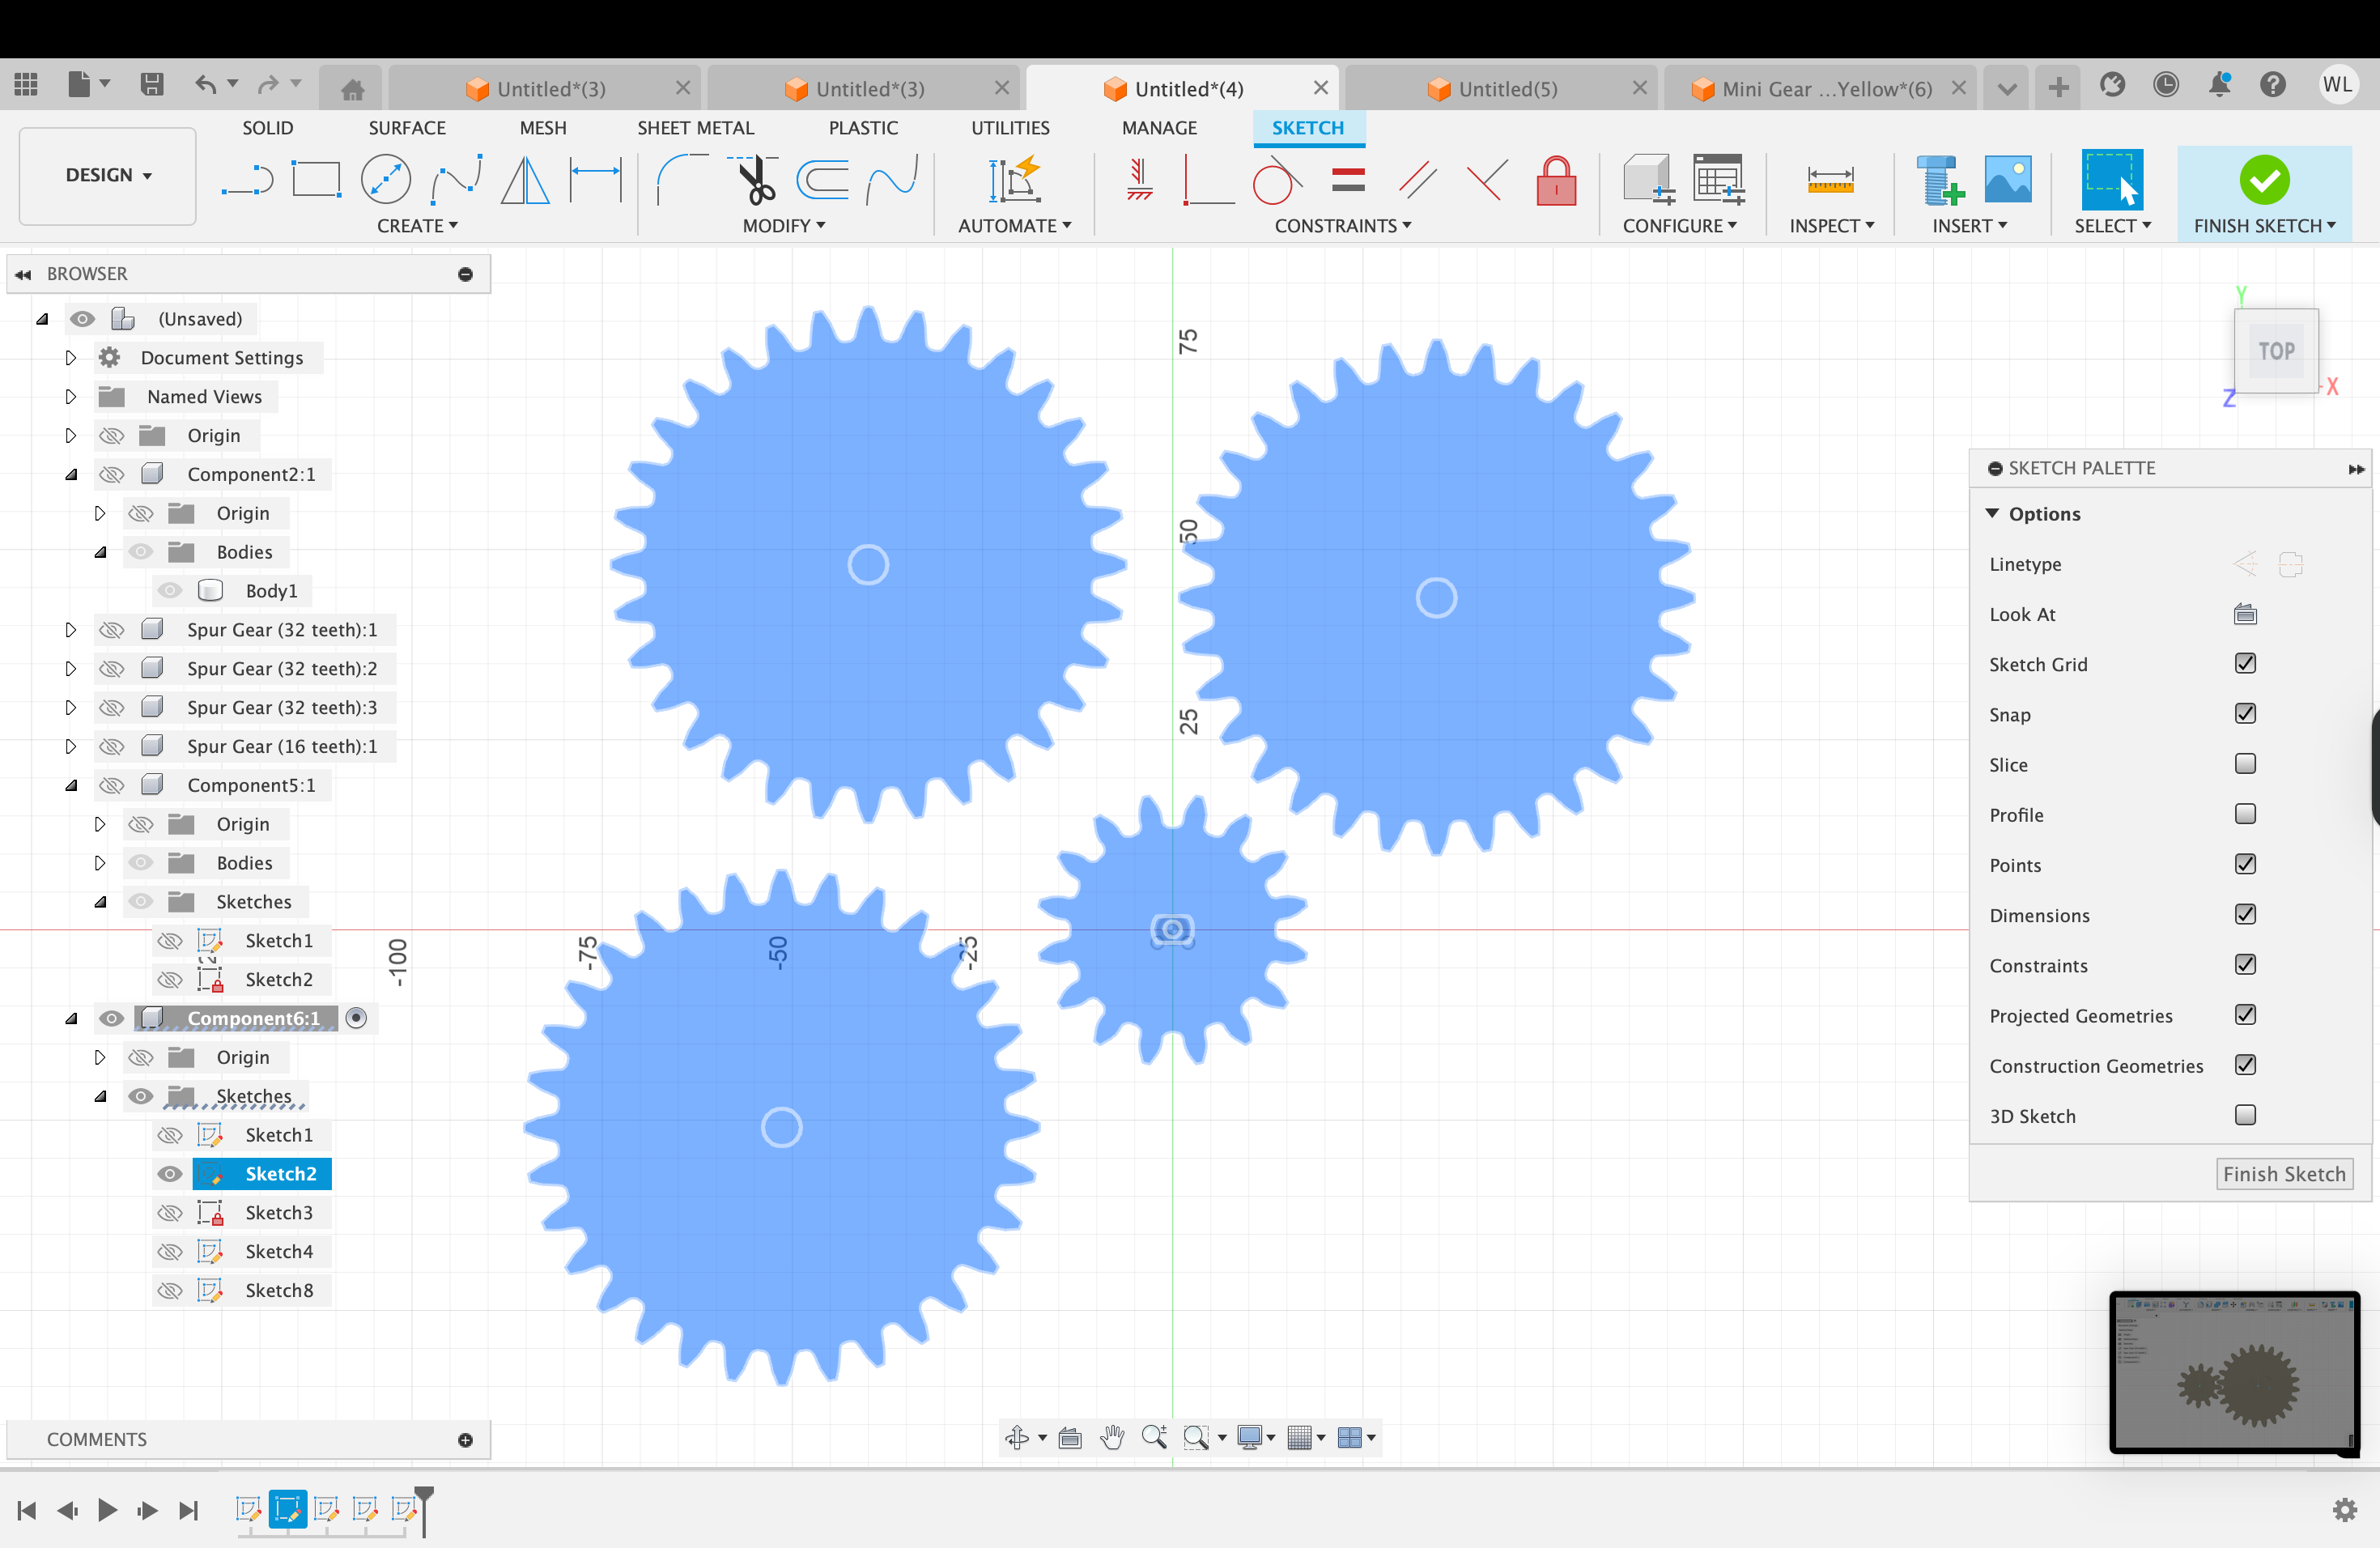 Untitled*(3)
Untitled*(3)
Untitled*(4)
Untitled(5)
Mini Gear ...Yellow*(6)
WL
SOLID
SURFACE
MESH
SHEET METAL
PLASTIC
UTILITIES
MANAGE
SKETCH
DESIGN
CREATE
MODIFY
AUTOMATE
CONSTRAINTS
CONFIGURE
INSPECT
INSERT
SELECT
FINISH SKETCH
BROWSER
(Unsaved)
Document Settings
Named Views
Origin
Component2:1
Origin
Bodies
Body1
Spur Gear (32 teeth):1
Spur Gear (32 teeth):2
Spur Gear (32 teeth):3
Spur Gear (16 teeth):1
Component5:1
Origin
Bodies
Sketches
Sketch1
Sketch2
Component6:1
Origin
Sketches
Sketch1
Sketch2
Sketch3
Sketch4
Sketch8
75
50
25
-100
-75
-50
-25
Y
TOP
X
Z
SKETCH PALETTE
Options
Linetype
Look At
Sketch Grid
Snap
Slice
Profile
Points
Dimensions
Constraints
Projected Geometries
Construction Geometries
3D Sketch
Finish Sketch
COMMENTS